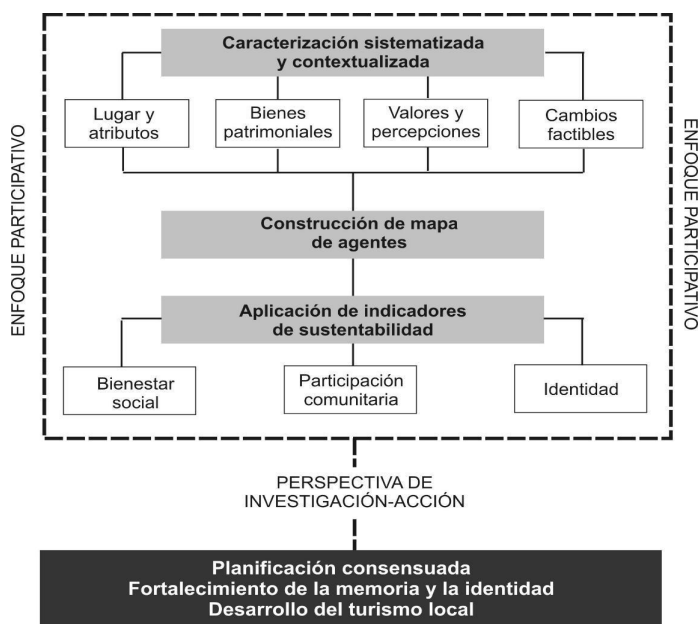 Caracterización sistematizada
y contextualizada
Lugar y
atributos
Bienes
patrimoniales
Valores y
percepciones
Cambios
factibles
ENFOQUE PARTICIPATIVO
ENFOQUE PARTICIPATIVO
Construcción de mapa
de agentes
Aplicación de indicadores
de sustentabilidad
Bienestar
social
Participación
comunitaria
Identidad
PERSPECTIVA DE
INVESTIGACIÓN-ACCIÓN
Planificación consensuada
Fortalecimiento de la memoria y la identidad
Desarrollo del turismo local